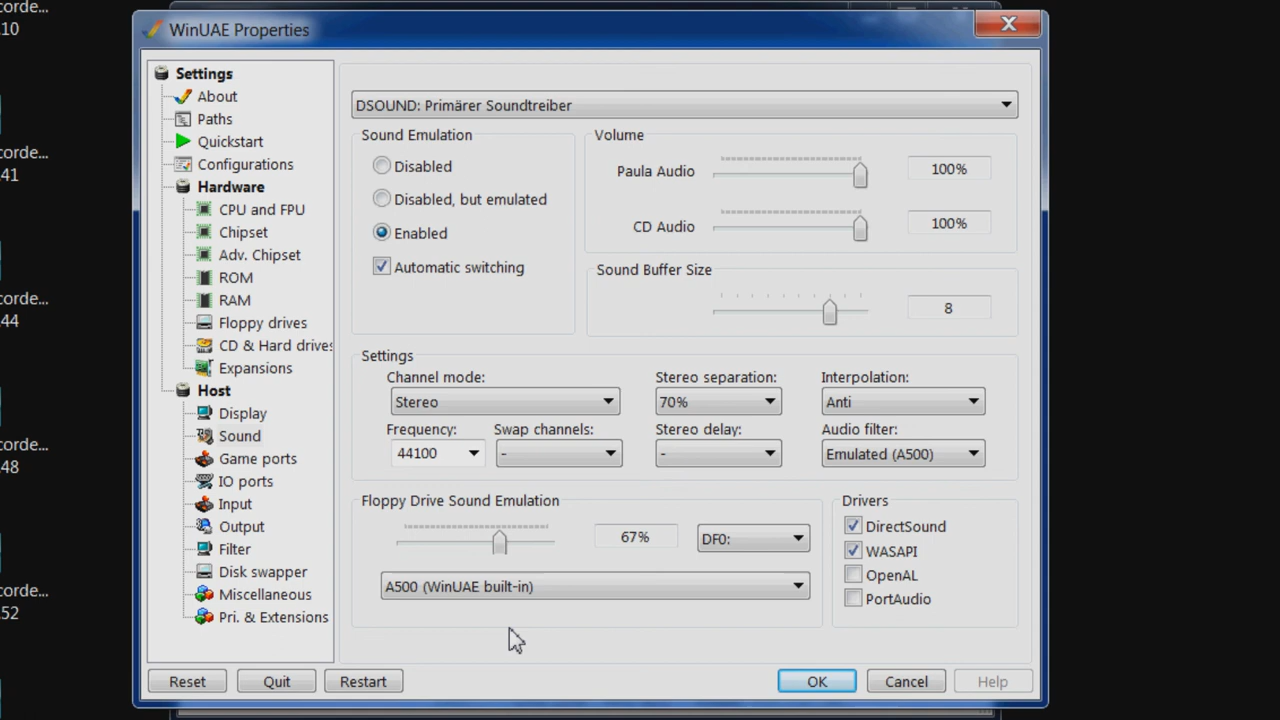 corde...
10
WinUAE Properties
Settings
About
Paths
Quickstart
Configurations
Hardware
CPU and FPU
Chipset
Adv. Chipset
ROM
RAM
Floppy drives
CD & Hard drives
Expansions
Host
Display
Sound
Game ports
IO ports
Input
Output
Filter
Disk swapper
Miscellaneous
Pri. & Extensions
DSOUND: Primärer Soundtreiber
Sound Emulation
Disabled
Disabled, but emulated
Enabled
Automatic switching
Volume
Paula Audio 100%
CD Audio 100%
Sound Buffer Size
8
Settings
Channel mode: Stereo separation: Interpolation:
Stereo 70% Anti
Frequency: Swap channels: Stereo delay: Audio filter:
44100 - - Emulated (A500)
Floppy Drive Sound Emulation
67% DF0:
A500 (WinUAE built-in)
Drivers
DirectSound
WASAPI
OpenAL
PortAudio
Reset Quit Restart OK Cancel Help
corde...
41
corde...
44
corde...
48
corde...
52